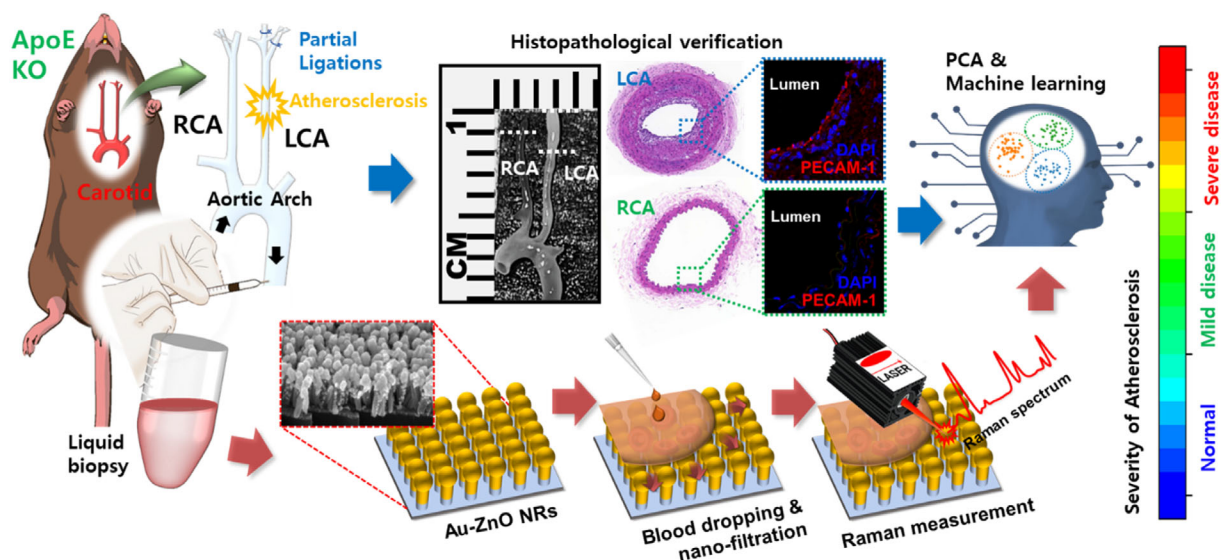 ApoE
KO
Carotid
RCA
Partial
Ligations
Atherosclerosis
LCA
Aortic Arch
Liquid
biopsy
Histopathological verification
CM
1
RCA
LCA
LCA
Lumen
DAPI
PECAM-1
RCA
Lumen
DAPI
PECAM-1
PCA &
Machine learning
Au-ZnO NRs
Blood dropping &
nano-filtration
LASER
Raman spectrum
Raman measurement
Severity of Atherosclerosis
Severe disease
Mild disease
Normal